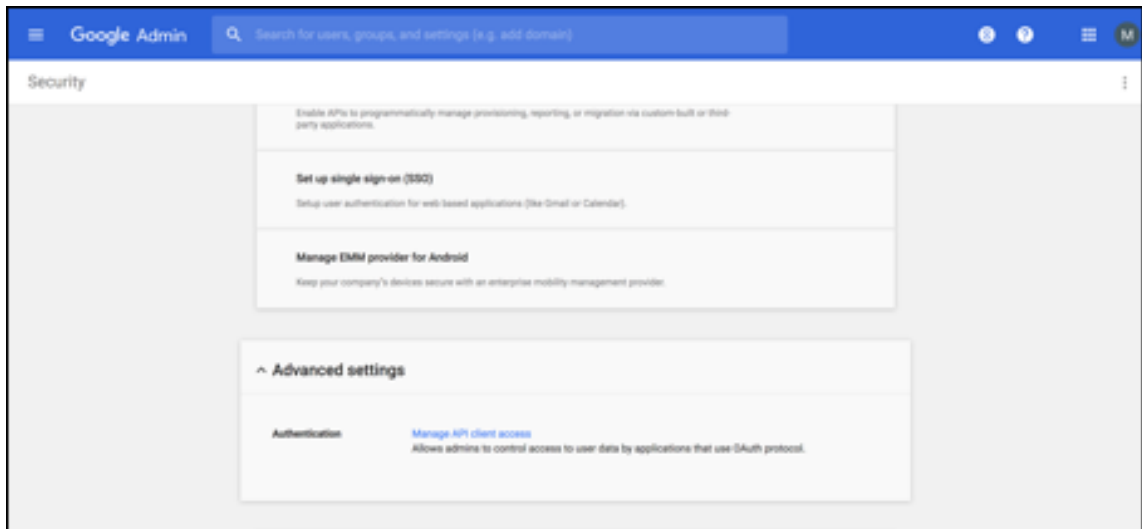 Google Admin
Search for users, groups, and settings (e.g. add domain)
M
Security
Enable APIs to programmatically manage provisioning, reporting, or migration via custom-built or third-
party applications.
Set up single sign-on (SSO)
Setup user authentication for web based applications (like Gmail or Calendar).
Manage EMM provider for Android
Keep your company's devices secure with an enterprise mobility management provider.
Advanced settings
Authentication
Manage API client access
Allows admins to control access to user data by applications that use OAuth protocol.